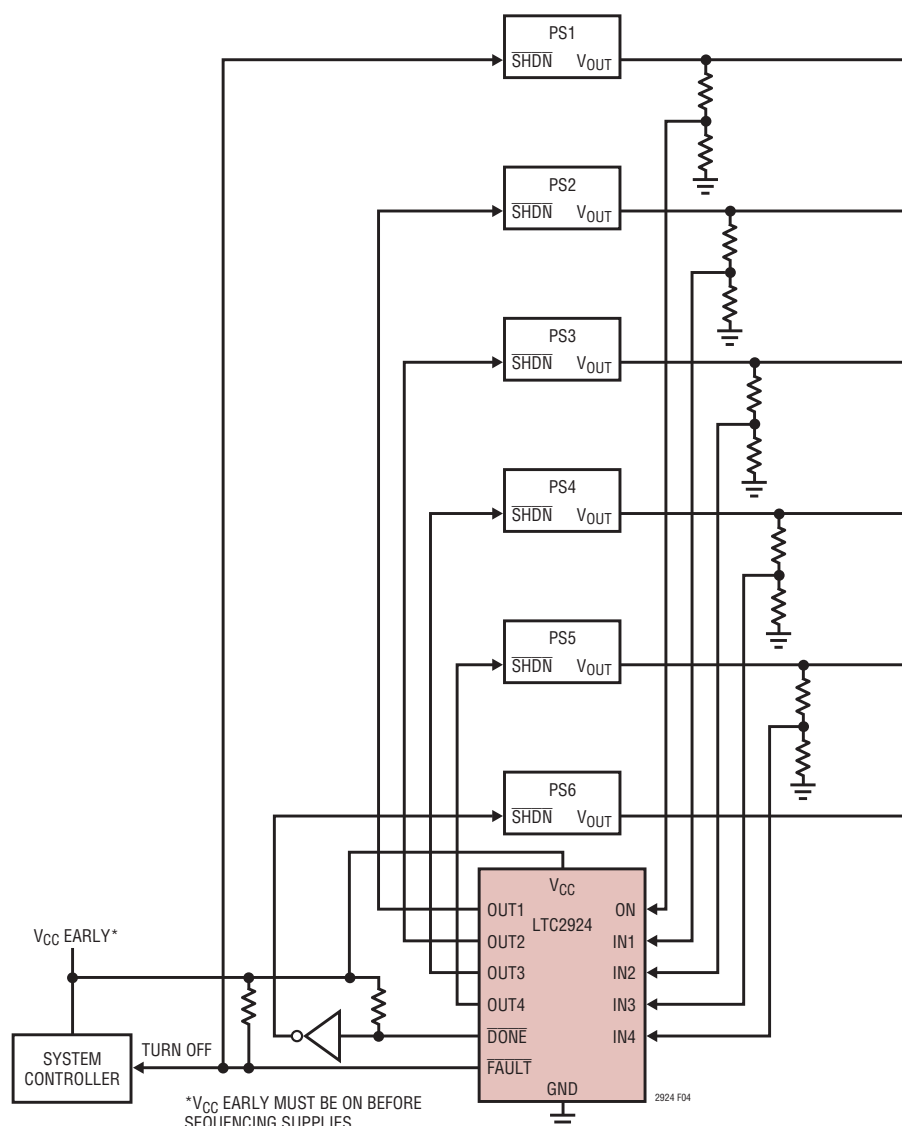 PS1
SHDN VOUT
PS2
SHDN VOUT
PS3
SHDN VOUT
PS4
SHDN VOUT
PS5
SHDN VOUT
PS6
SHDN VOUT
VCC
LTC2924
OUT1 ON
OUT2 IN1
OUT3 IN2
OUT4 IN3
DONE IN4
FAULT
GND
VCC EARLY*
SYSTEM
CONTROLLER
TURN OFF
*VCC EARLY MUST BE ON BEFORE
SEQUENCING SUPPLIES
2924 F04